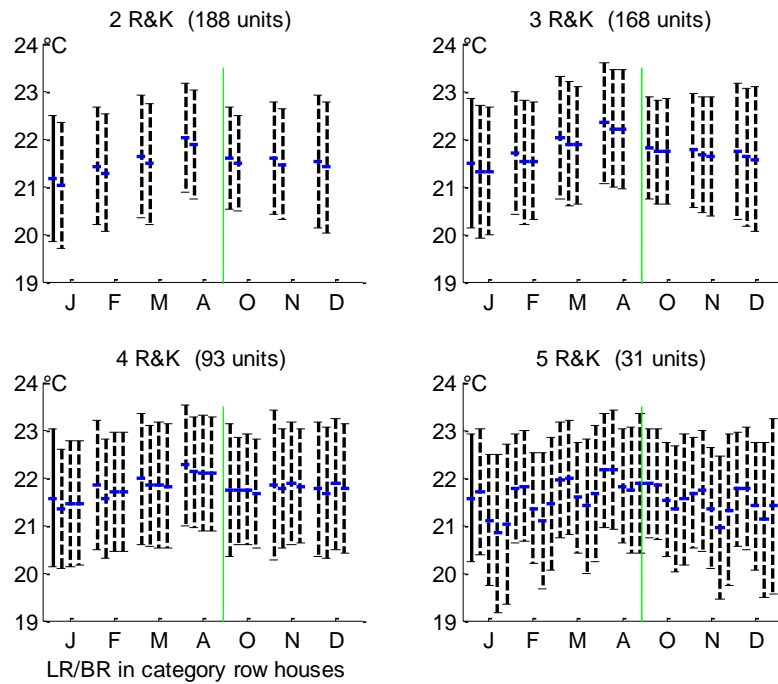 2 R&K (188 units)
24 °C
23
22
21
20
19
J F M A O N D
3 R&K (168 units)
24 °C
23
22
21
20
19
J F M A O N D
4 R&K (93 units)
24 °C
23
22
21
20
19
J F M A O N D
LR/BR in category row houses
5 R&K (31 units)
24 °C
23
22
21
20
19
J F M A O N D